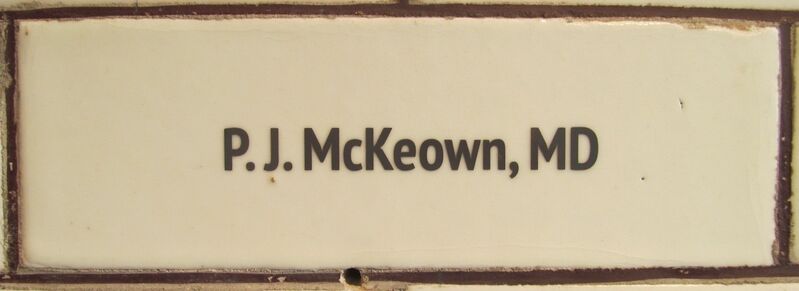 P. J. McKeown, MD